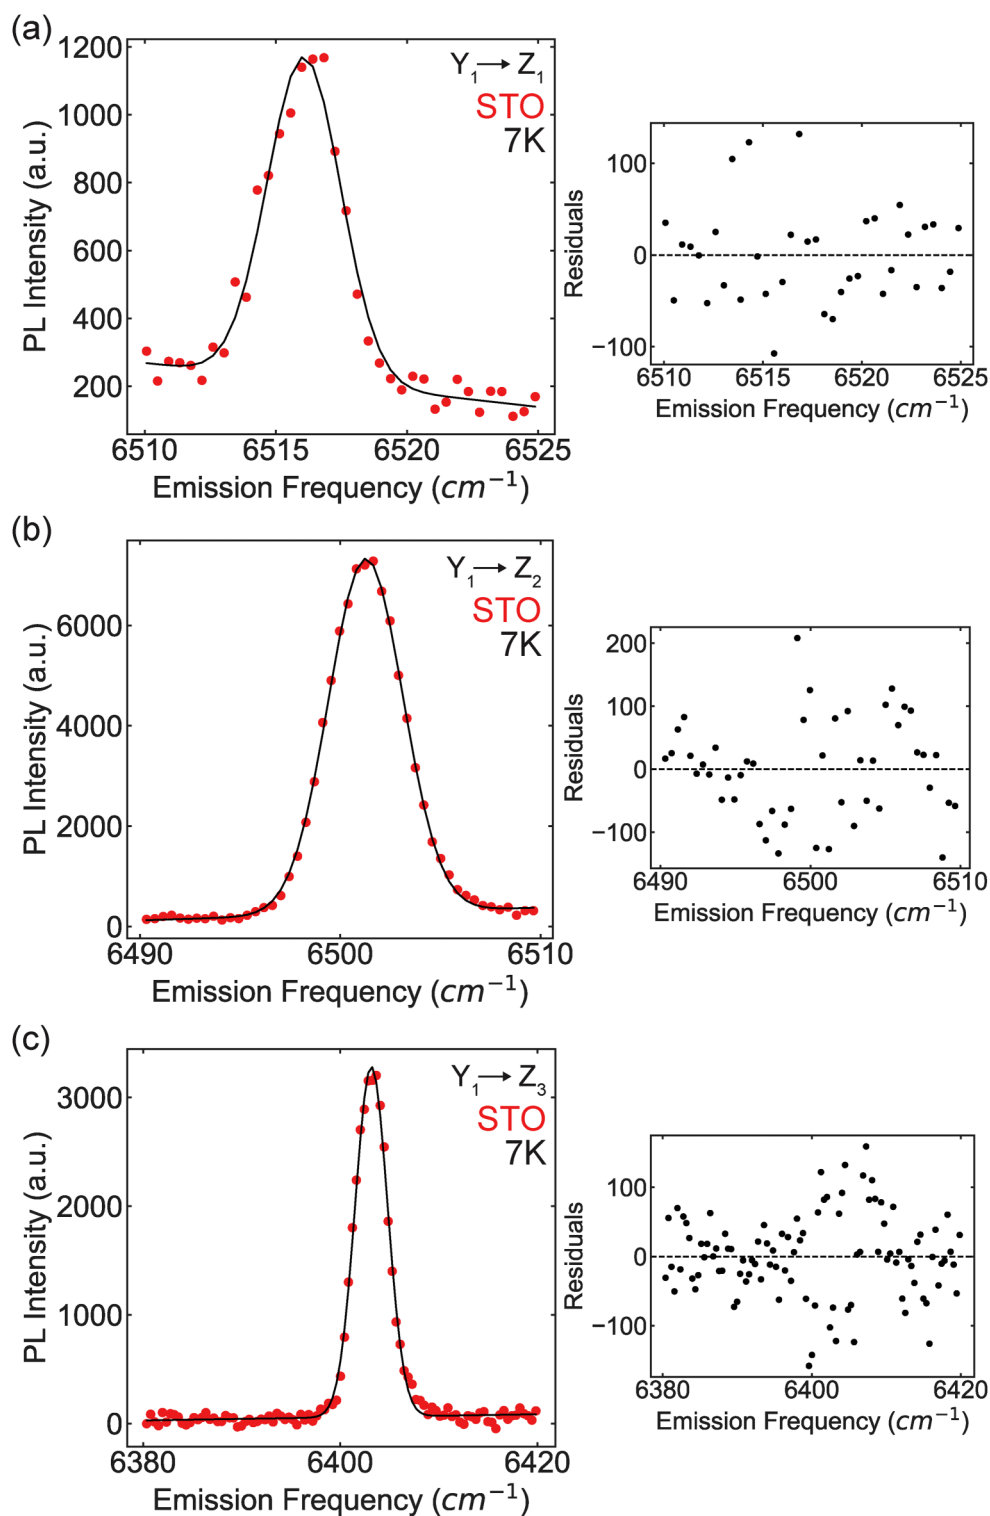 (a)
1200
1000
800
600
400
200
PL Intensity (a.u.)
Y₁→Z₁
STO
7K
6510 6515 6520 6525
Emission Frequency (cm⁻¹)
100
0
−100
Residuals
6510 6515 6520 6525
Emission Frequency (cm⁻¹)
(b)
6000
4000
2000
0
PL Intensity (a.u.)
Y₁→Z₂
STO
7K
6490 6500 6510
Emission Frequency (cm⁻¹)
200
100
0
−100
Residuals
6490 6500 6510
Emission Frequency (cm⁻¹)
(c)
3000
2000
1000
0
PL Intensity (a.u.)
Y₁→Z₃
STO
7K
6380 6400 6420
Emission Frequency (cm⁻¹)
100
0
−100
Residuals
6380 6400 6420
Emission Frequency (cm⁻¹)